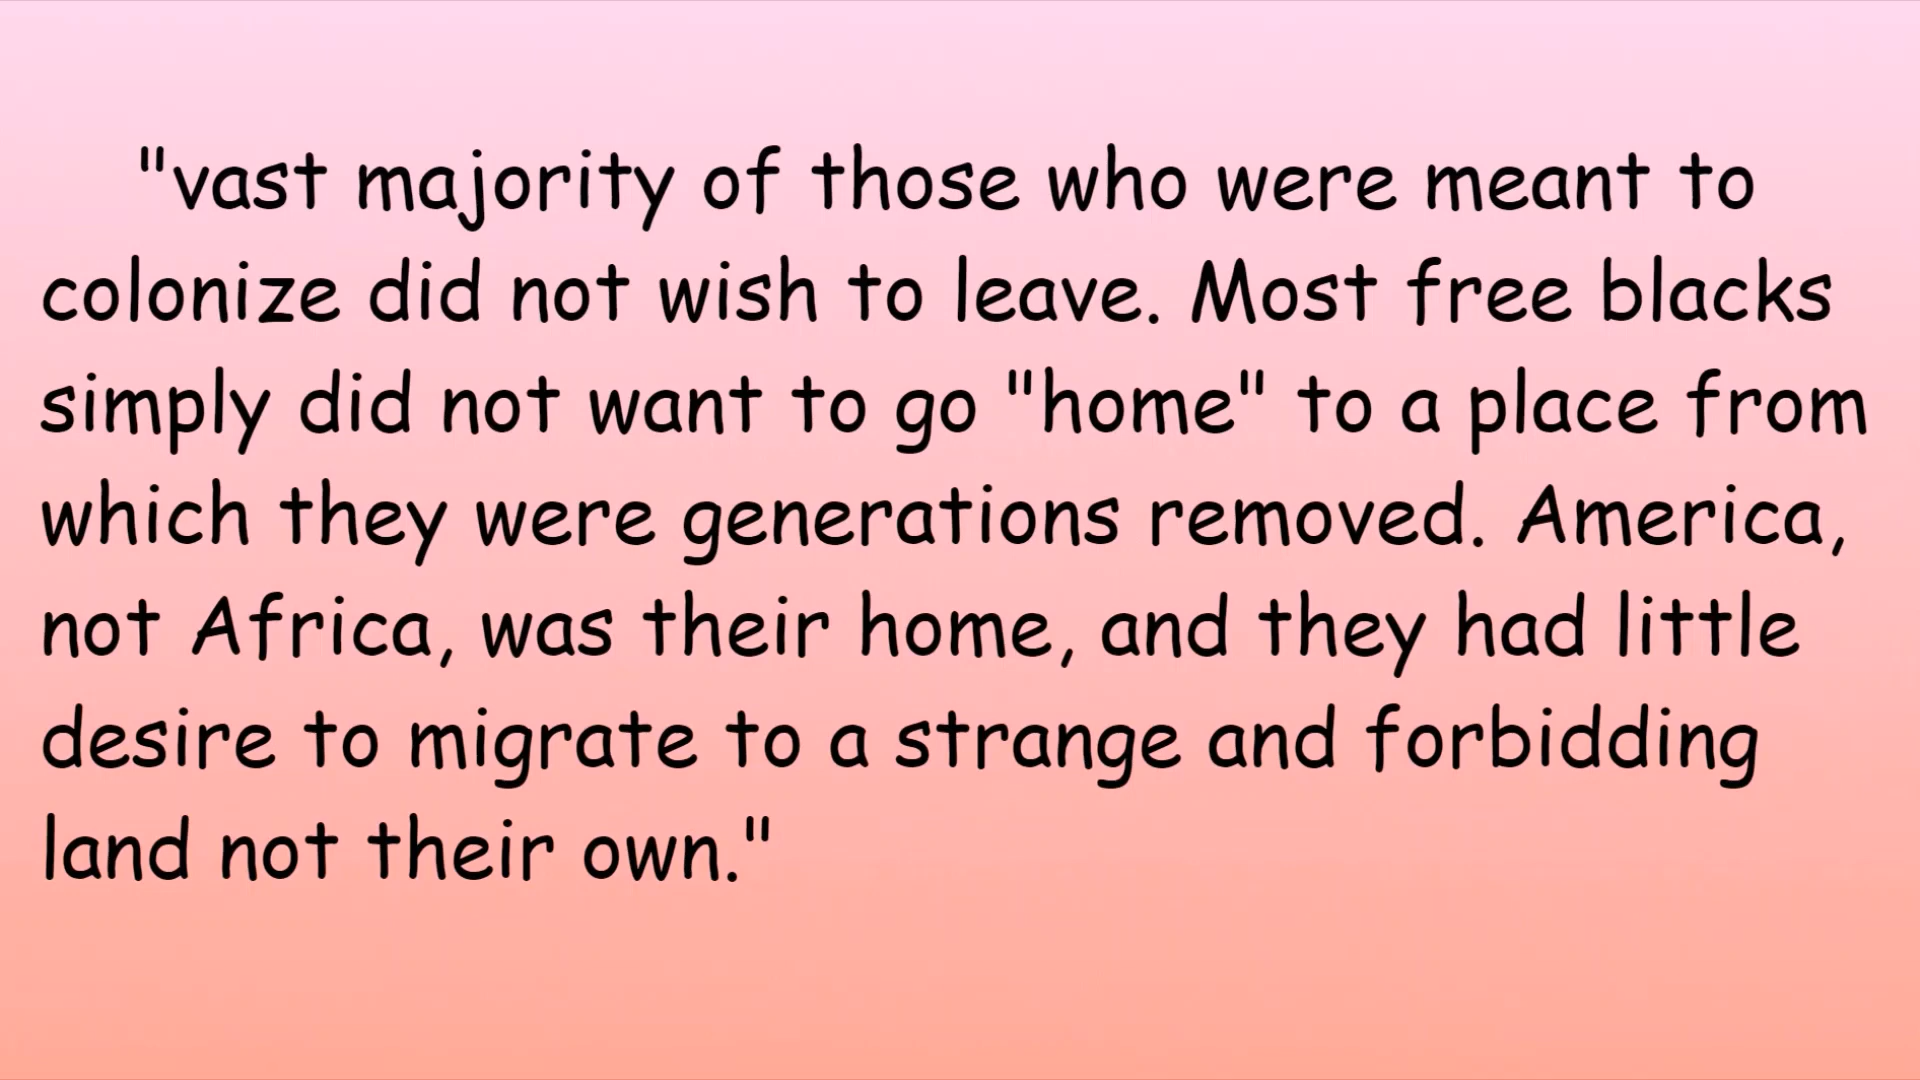 "vast majority of those who were meant to
colonize did not wish to leave. Most free blacks
simply did not want to go "home" to a place from
which they were generations removed. America,
not Africa, was their home, and they had little
desire to migrate to a strange and forbidding
land not their own."